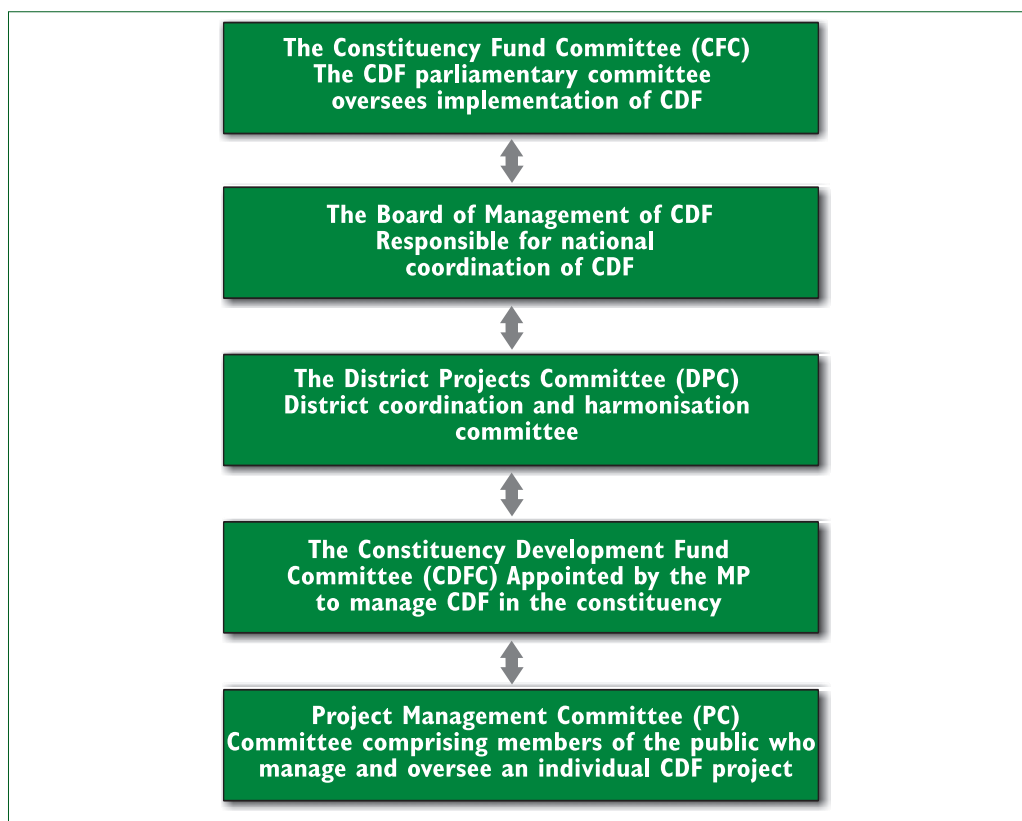 The Constituency Fund Committee (CFC)
The CDF parliamentary committee
oversees implementation of CDF
The Board of Management of CDF
Responsible for national
coordination of CDF
The District Projects Committee (DPC)
District coordination and harmonisation
committee
The Constituency Development Fund
Committee (CDFC) Appointed by the MP
to manage CDF in the constituency
Project Management Committee (PC)
Committee comprising members of the public who
manage and oversee an individual CDF project